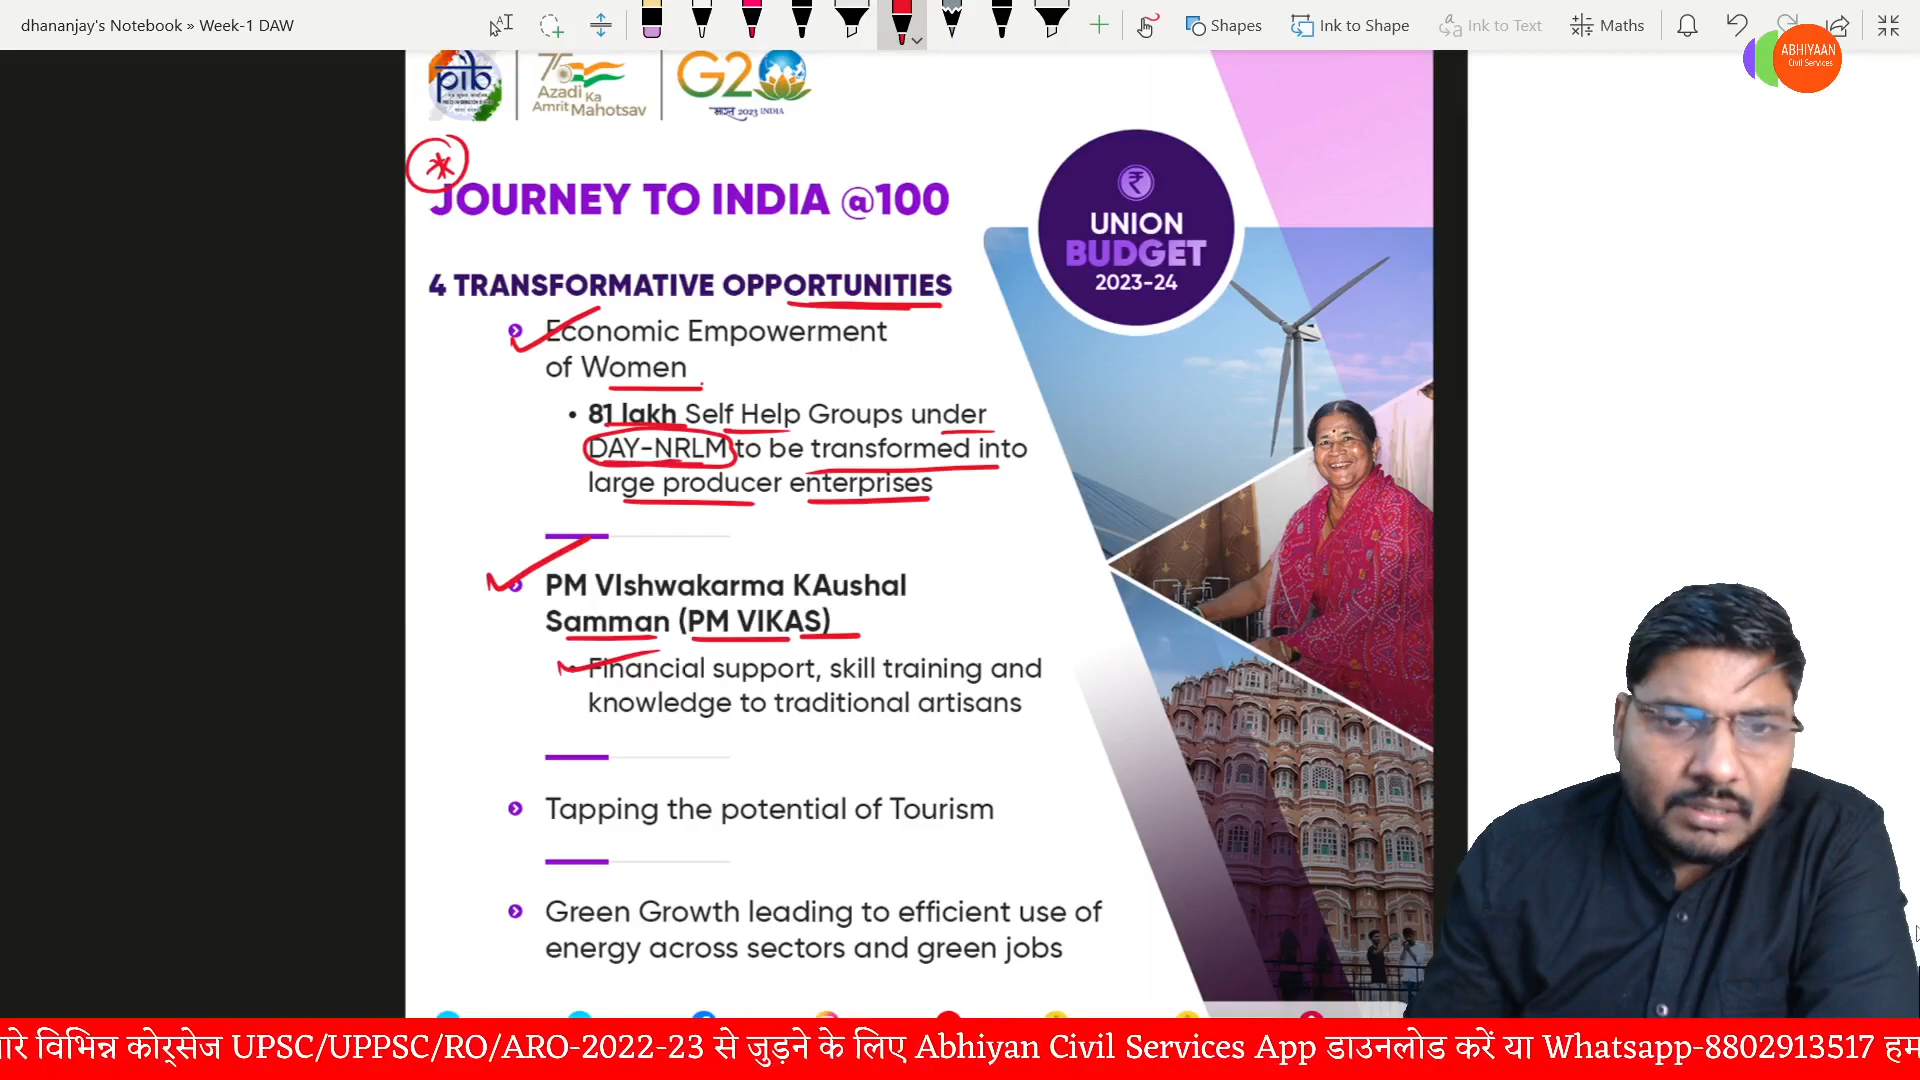 dhananjay's Notebook » Week-1 DAW
Shapes
Ink to Shape
Ink to Text
Maths
ABHIYAAN
Civil Services
pib
75
Azadi Ka
Amrit Mahotsav
G20
भारत 2023 INDIA
JOURNEY TO INDIA @100
₹
UNION
BUDGET
2023-24
4 TRANSFORMATIVE OPPORTUNITIES
Economic Empowerment
of Women
• 81 lakh Self Help Groups under
DAY-NRLM to be transformed into
large producer enterprises
PM VIshwakarma KAushal
Samman (PM VIKAS)
• Financial support, skill training and
knowledge to traditional artisans
Tapping the potential of Tourism
Green Growth leading to efficient use of
energy across sectors and green jobs
विभिन्न कोर्सेज UPSC/UPPSC/RO/ARO-2022-23 से जुड़ने के लिए Abhiyan Civil Services App डाउनलोड करें या Whatsapp-8802913517